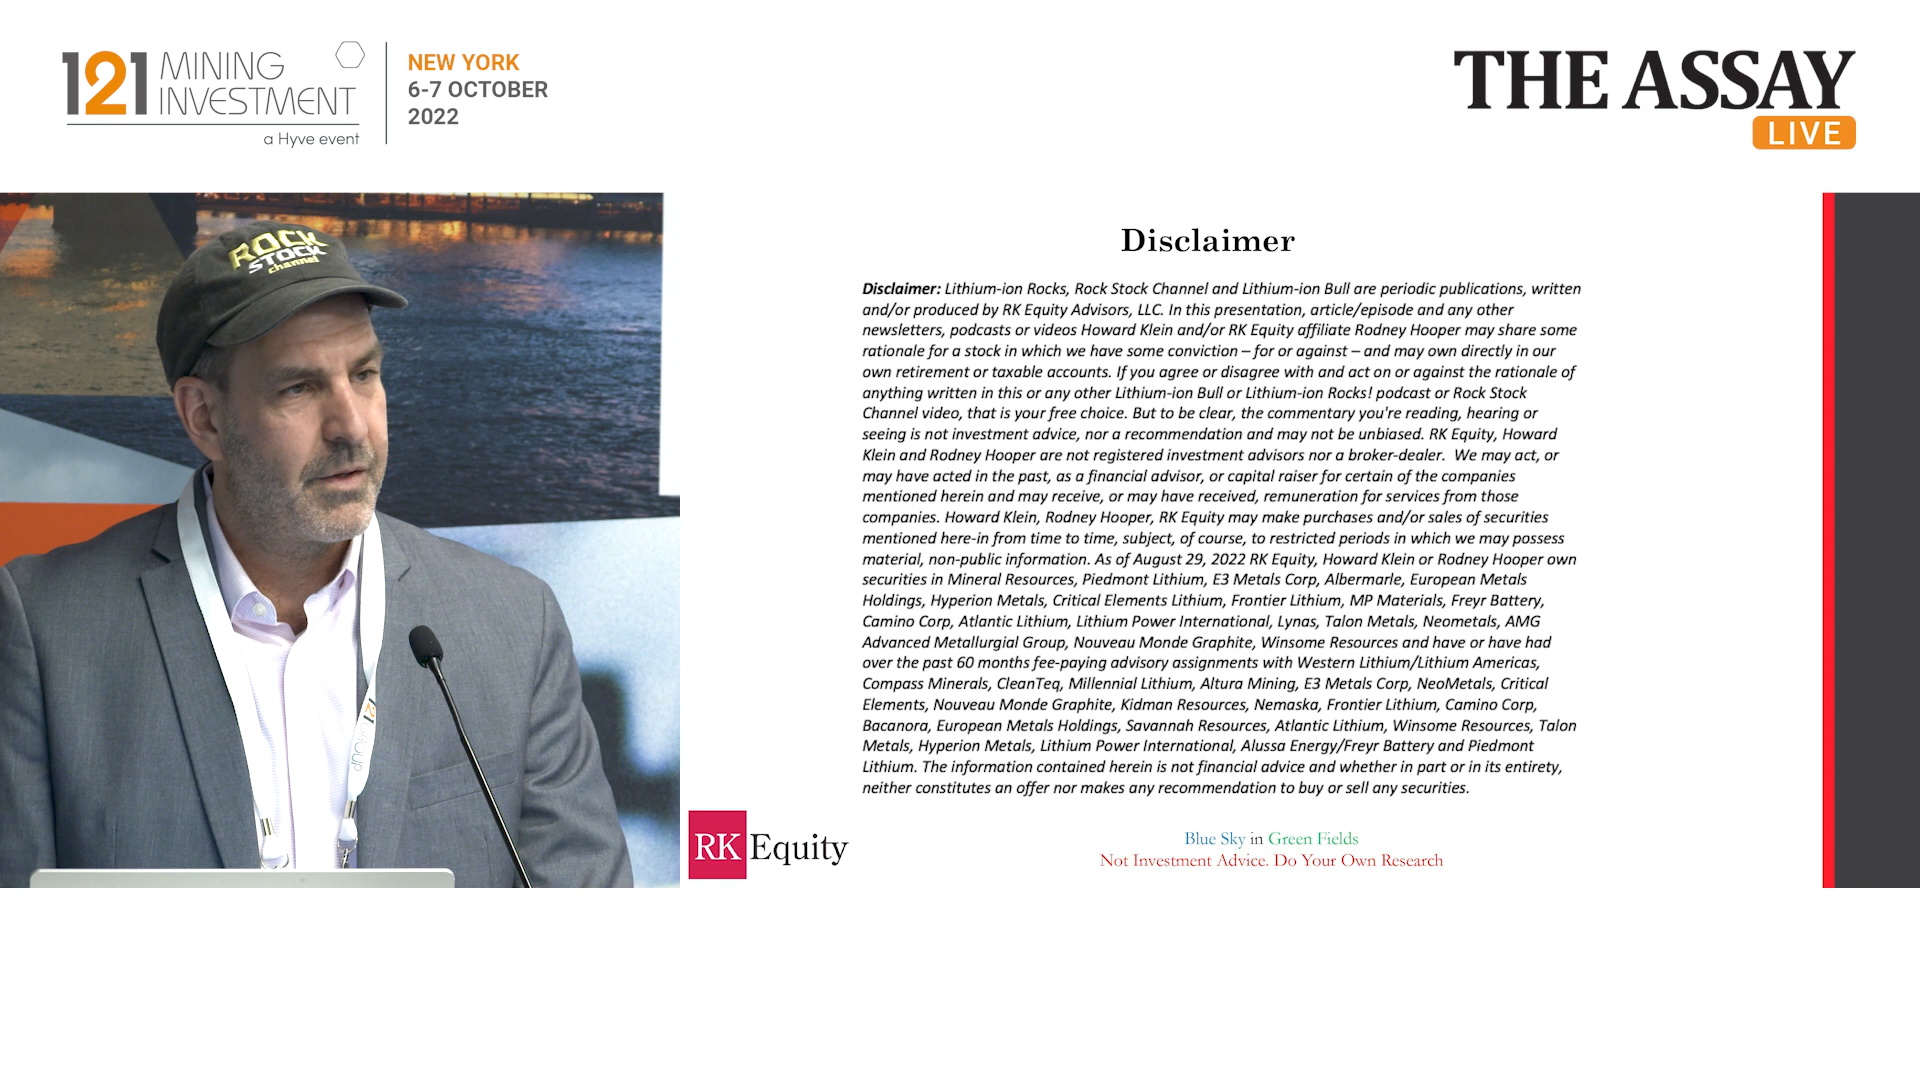 121 MINING
INVESTMENT
a Hyve event
NEW YORK
6-7 OCTOBER
2022
THE ASSAY
LIVE
ROCK
STOCK
channel
121
GROUP
Disclaimer
Disclaimer: Lithium-ion Rocks, Rock Stock Channel and Lithium-ion Bull are periodic publications, written
and/or produced by RK Equity Advisors, LLC. In this presentation, article/episode and any other
newsletters, podcasts or videos Howard Klein and/or RK Equity affiliate Rodney Hooper may share some
rationale for a stock in which we have some conviction – for or against – and may own directly in our
own retirement or taxable accounts. If you agree or disagree with and act on or against the rationale of
anything written in this or any other Lithium-ion Bull or Lithium-ion Rocks! podcast or Rock Stock
Channel video, that is your free choice. But to be clear, the commentary you're reading, hearing or
seeing is not investment advice, nor a recommendation and may not be unbiased. RK Equity, Howard
Klein and Rodney Hooper are not registered investment advisors nor a broker-dealer. We may act, or
may have acted in the past, as a financial advisor, or capital raiser for certain of the companies
mentioned herein and may receive, or may have received, remuneration for services from those
companies. Howard Klein, Rodney Hooper, RK Equity may make purchases and/or sales of securities
mentioned here-in from time to time, subject, of course, to restricted periods in which we may possess
material, non-public information. As of August 29, 2022 RK Equity, Howard Klein or Rodney Hooper own
securities in Mineral Resources, Piedmont Lithium, E3 Metals Corp, Albermarle, European Metals
Holdings, Hyperion Metals, Critical Elements Lithium, Frontier Lithium, MP Materials, Freyr Battery,
Camino Corp, Atlantic Lithium, Lithium Power International, Lynas, Talon Metals, Neometals, AMG
Advanced Metallurgial Group, Nouveau Monde Graphite, Winsome Resources and have or have had
over the past 60 months fee-paying advisory assignments with Western Lithium/Lithium Americas,
Compass Minerals, CleanTeq, Millennial Lithium, Altura Mining, E3 Metals Corp, NeoMetals, Critical
Elements, Nouveau Monde Graphite, Kidman Resources, Nemaska, Frontier Lithium, Camino Corp,
Bacanora, European Metals Holdings, Savannah Resources, Atlantic Lithium, Winsome Resources, Talon
Metals, Hyperion Metals, Lithium Power International, Alussa Energy/Freyr Battery and Piedmont
Lithium. The information contained herein is not financial advice and whether in part or in its entirety,
neither constitutes an offer nor makes any recommendation to buy or sell any securities.
RK Equity
Blue Sky in Green Fields
Not Investment Advice. Do Your Own Research